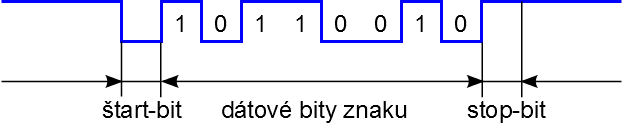 1 0 1 1 0 0 1 0
štart-bit dátové bity znaku stop-bit